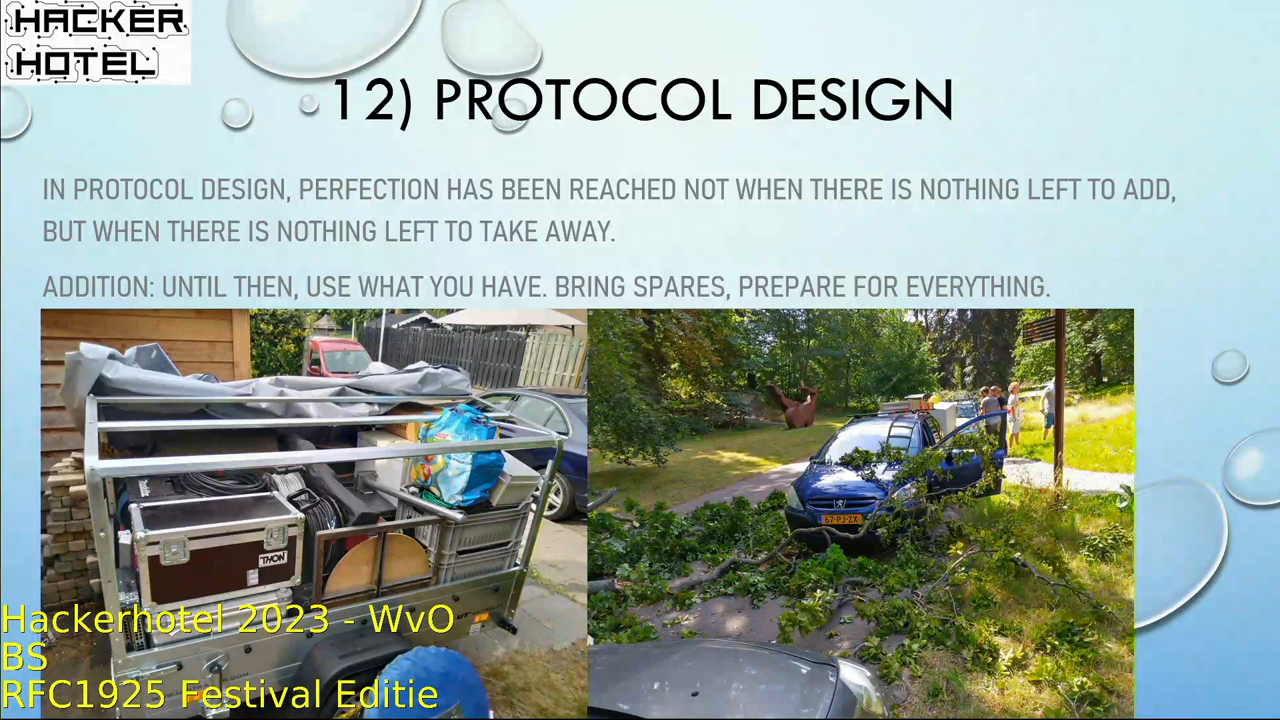 HACKER
HOTEL
12) PROTOCOL DESIGN
IN PROTOCOL DESIGN, PERFECTION HAS BEEN REACHED NOT WHEN THERE IS NOTHING LEFT TO ADD,
BUT WHEN THERE IS NOTHING LEFT TO TAKE AWAY.
ADDITION: UNTIL THEN, USE WHAT YOU HAVE. BRING SPARES, PREPARE FOR EVERYTHING.
THON
67-PJ-ZX
Hackerhotel 2023 - WvO
BS
RFC1925 Festival Editie